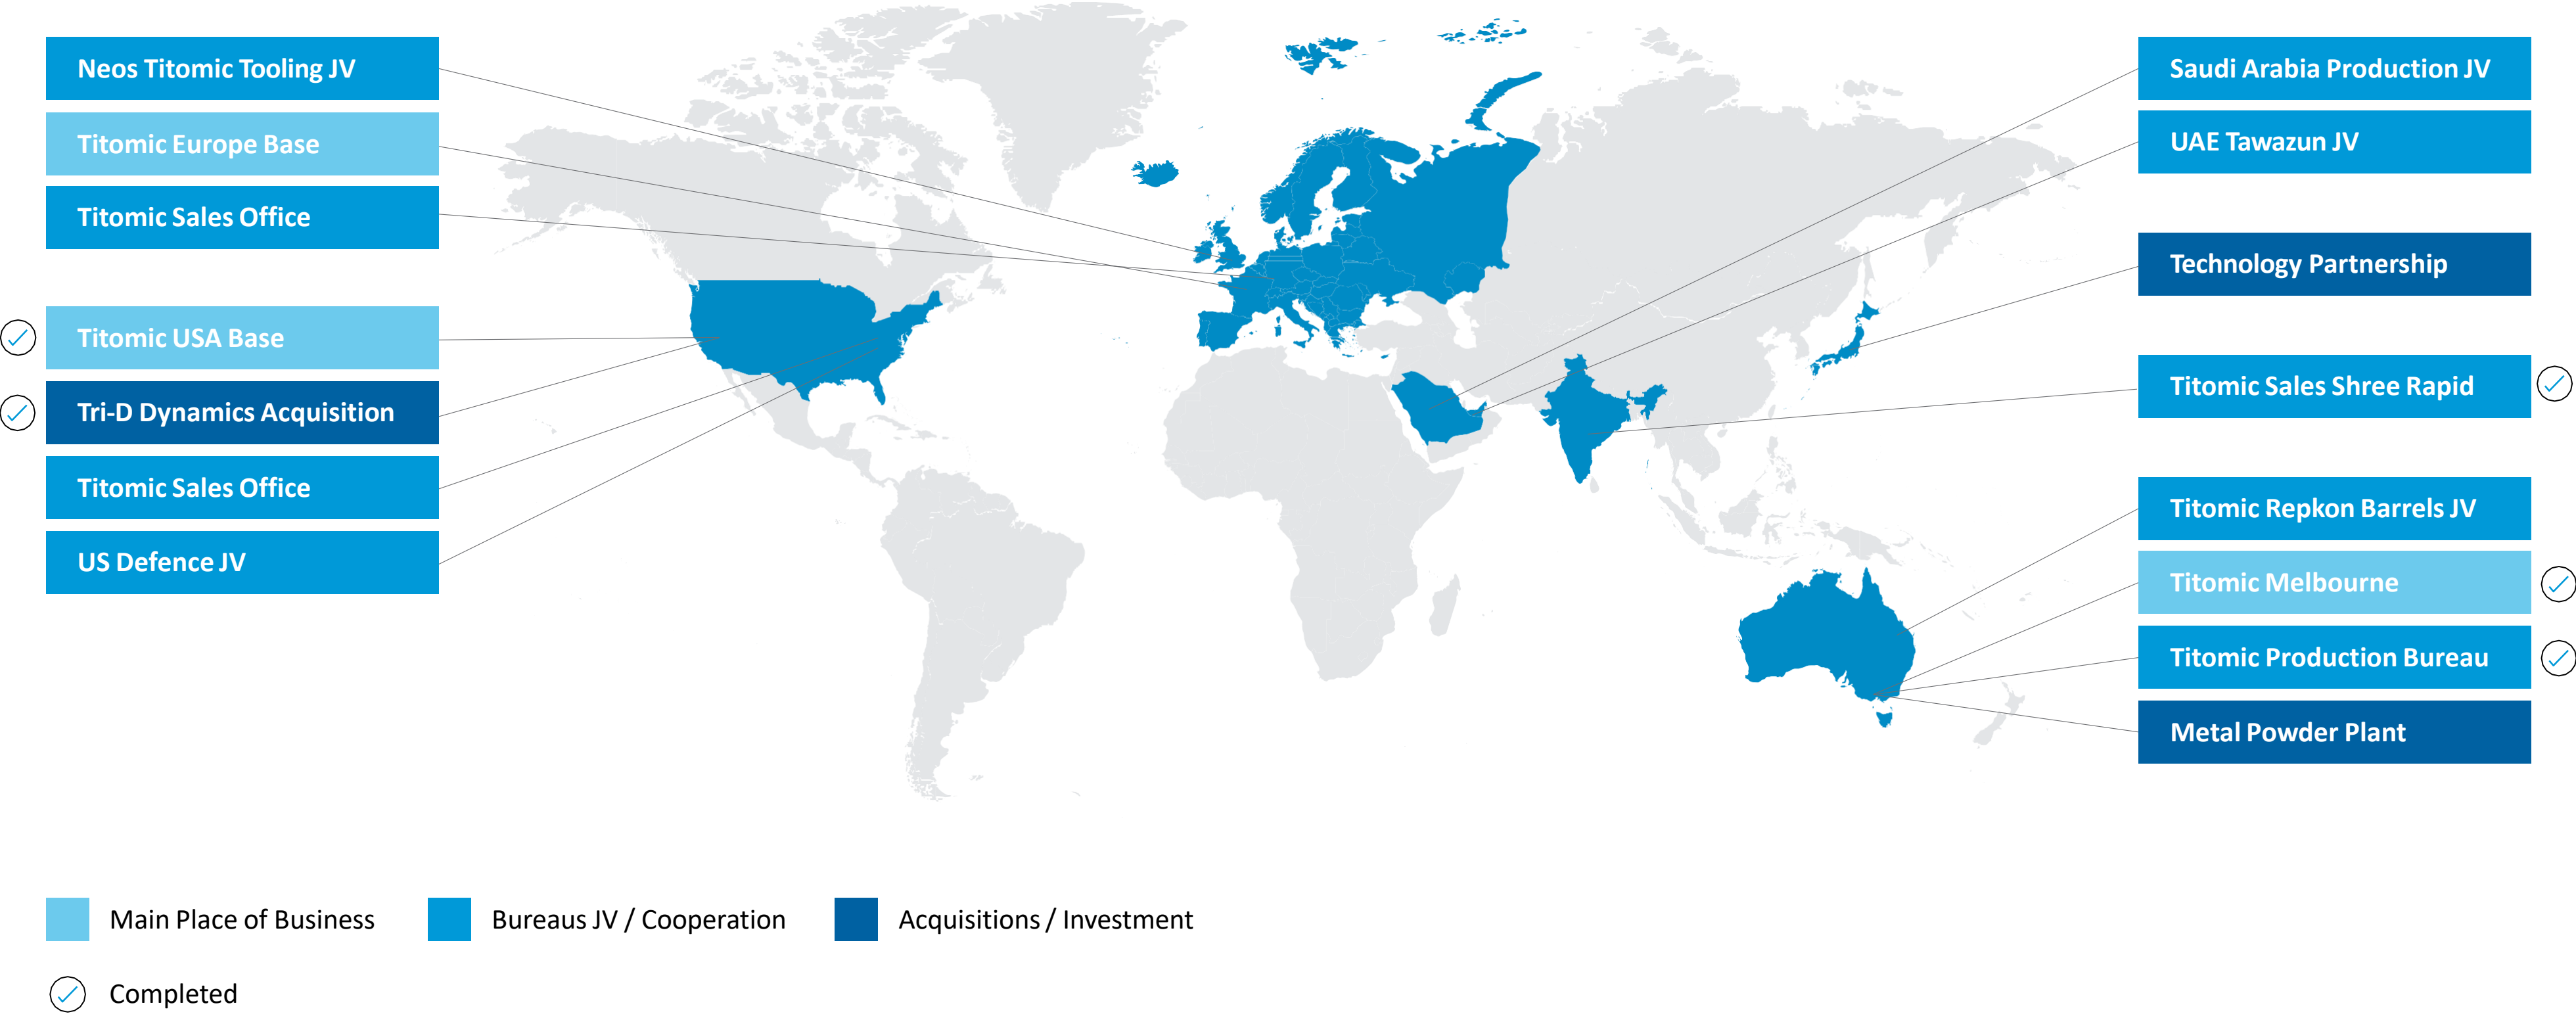 Neos Titomic Tooling JV
Titomic Europe Base
Titomic Sales Office
Titomic USA Base
Tri-D Dynamics Acquisition
Titomic Sales Office
US Defence JV
Saudi Arabia Production JV
UAE Tawazun JV
Technology Partnership
Titomic Sales Shree Rapid
Titomic Repkon Barrels JV
Titomic Melbourne
Titomic Production Bureau
Metal Powder Plant
Main Place of Business
Bureaus JV / Cooperation
Acquisitions / Investment
Completed